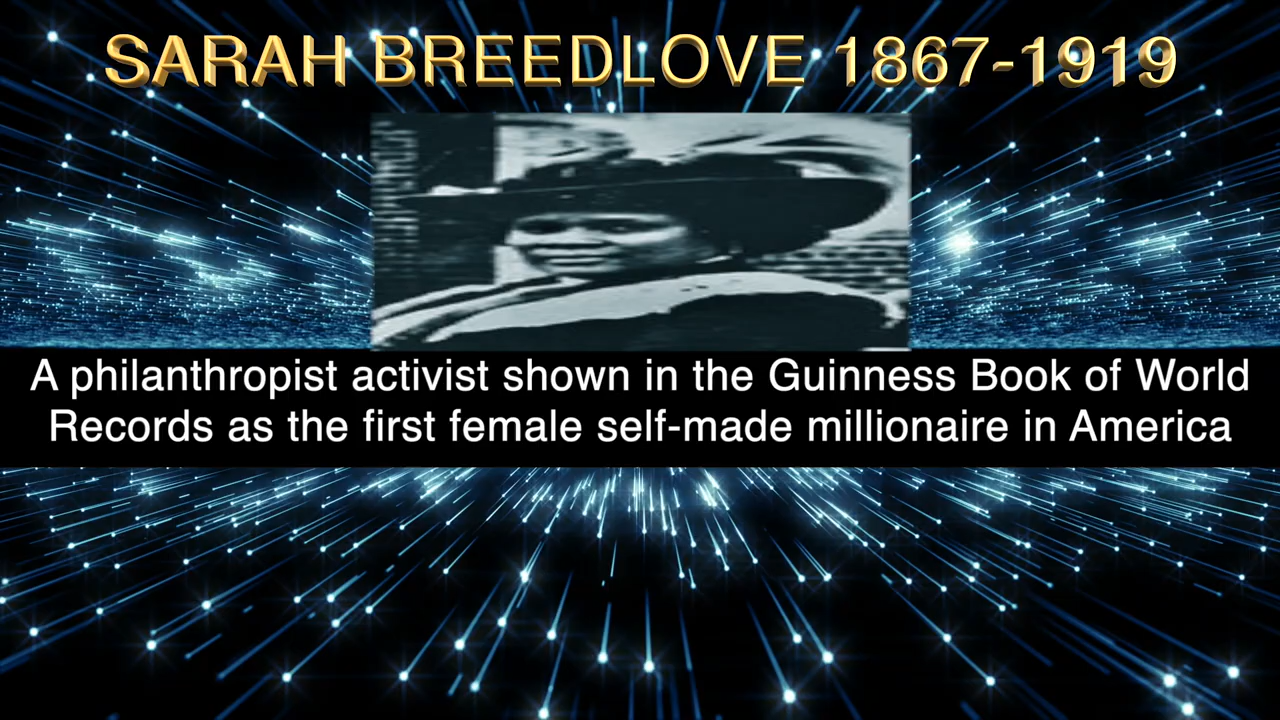 SARAH BREEDLOVE 1867-1919
A philanthropist activist shown in the Guinness Book of World
Records as the first female self-made millionaire in America